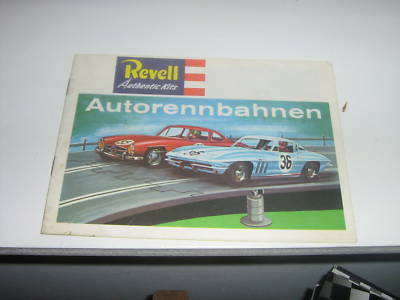 Revell
Authentic Kits
Autorennbahnen
36